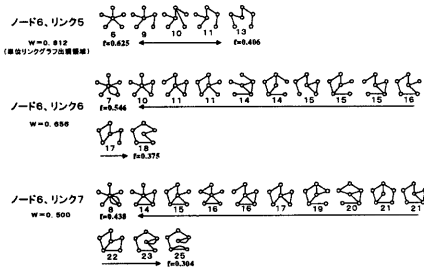 ノード6、リンク5
W=0.812
(単位リンクグラフ出現領域)
6 9 10 11 13
f=0.625 f=0.406
ノード6、リンク6
W=0.656
7 10 11 11 14 14 15 15 15 16
f=0.546
17 18
f=0.375
ノード6、リンク7
W=0.500
8 14 15 16 16 17 19 20 21 21
f=0.438
22 23 25
f=0.304